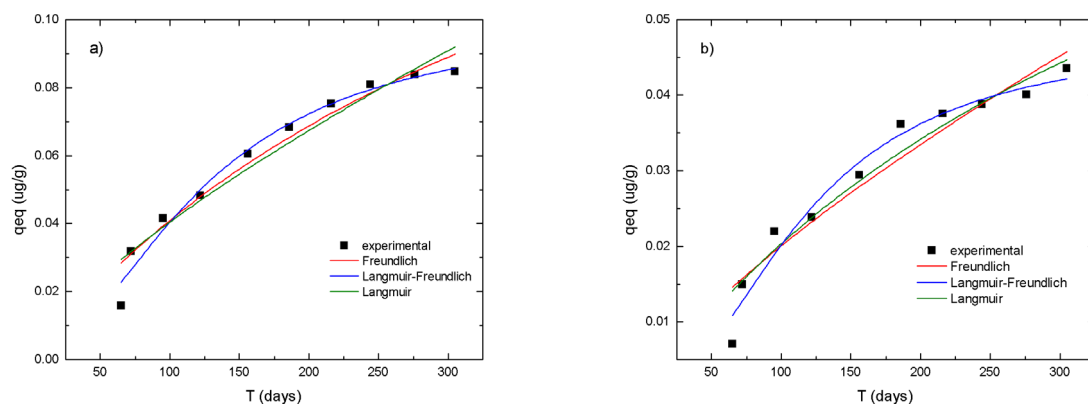 a)
qeq (ug/g)
0.10
0.08
0.06
0.04
0.02
0.00
experimental
Freundlich
Langmuir-Freundlich
Langmuir
50 100 150 200 250 300
T (days)
b)
qeq (ug/g)
0.05
0.04
0.03
0.02
0.01
experimental
Freundlich
Langmuir-Freundlich
Langmuir
50 100 150 200 250 300
T (days)